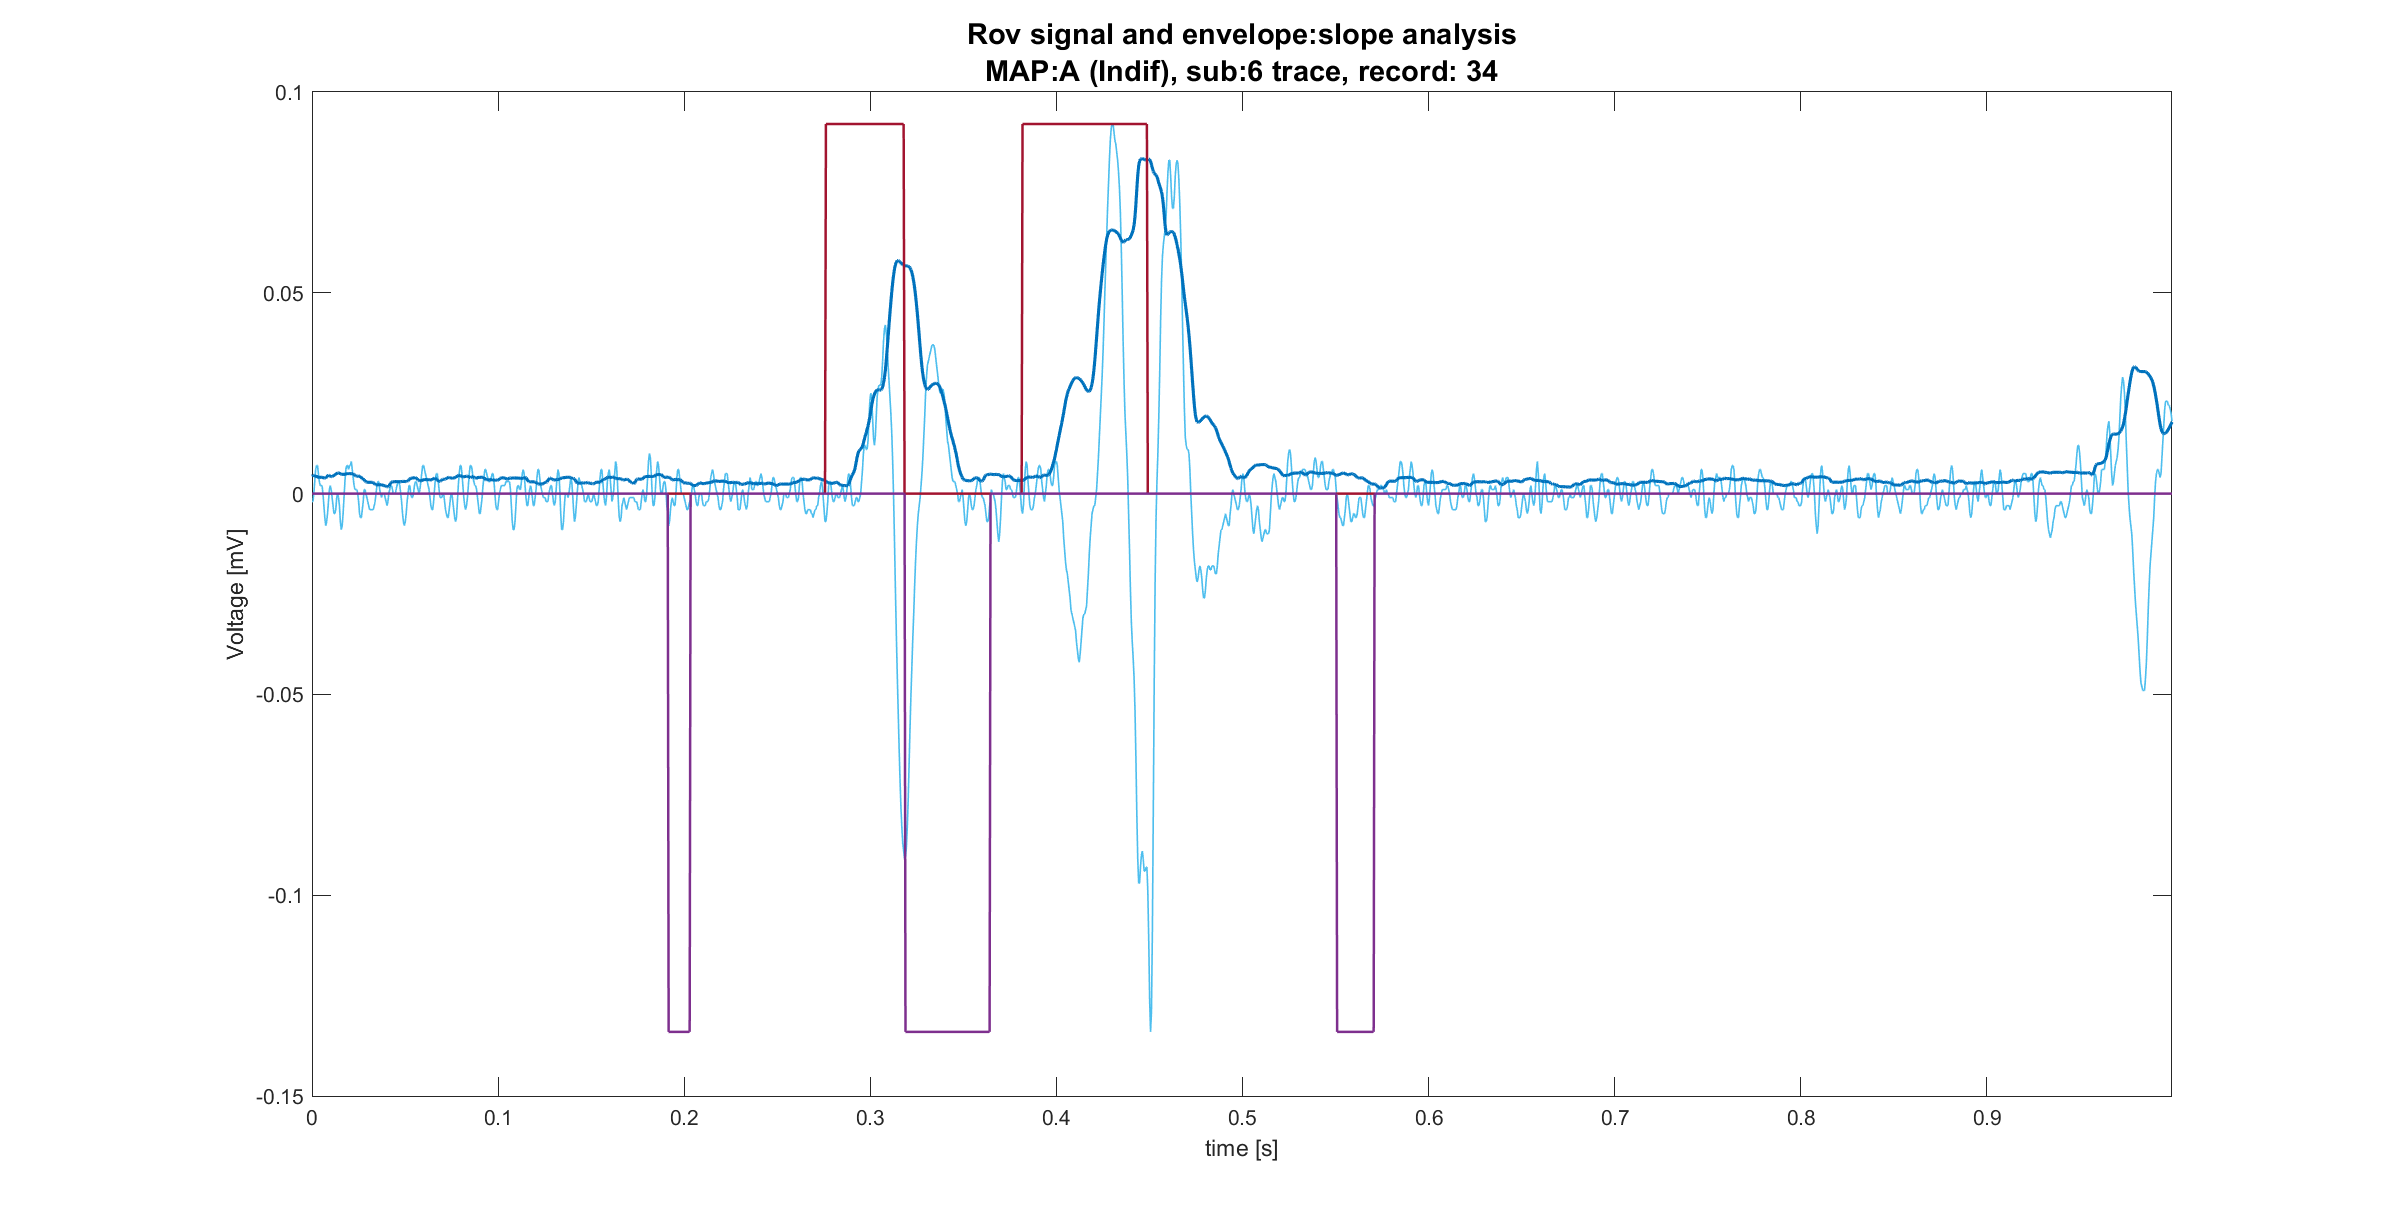 Rov signal and envelope:slope analysis
MAP:A (Indif), sub:6 trace, record: 34
0.1
0.05
0
-0.05
-0.1
-0.15
Voltage [mV]
0 0.1 0.2 0.3 0.4 0.5 0.6 0.7 0.8 0.9
time [s]